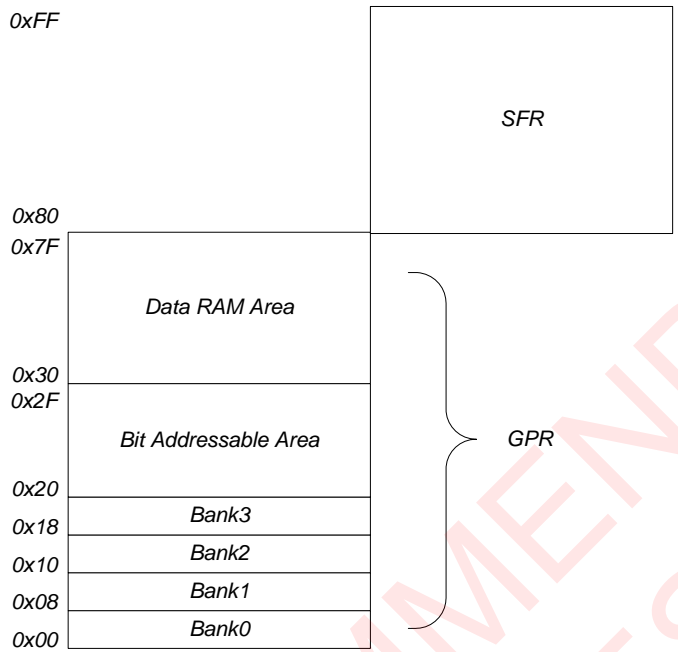 0xFF
SFR
0x80
0x7F
Data RAM Area
0x30
0x2F
Bit Addressable Area
GPR
0x20
Bank3
0x18
Bank2
0x10
Bank1
0x08
Bank0
0x00